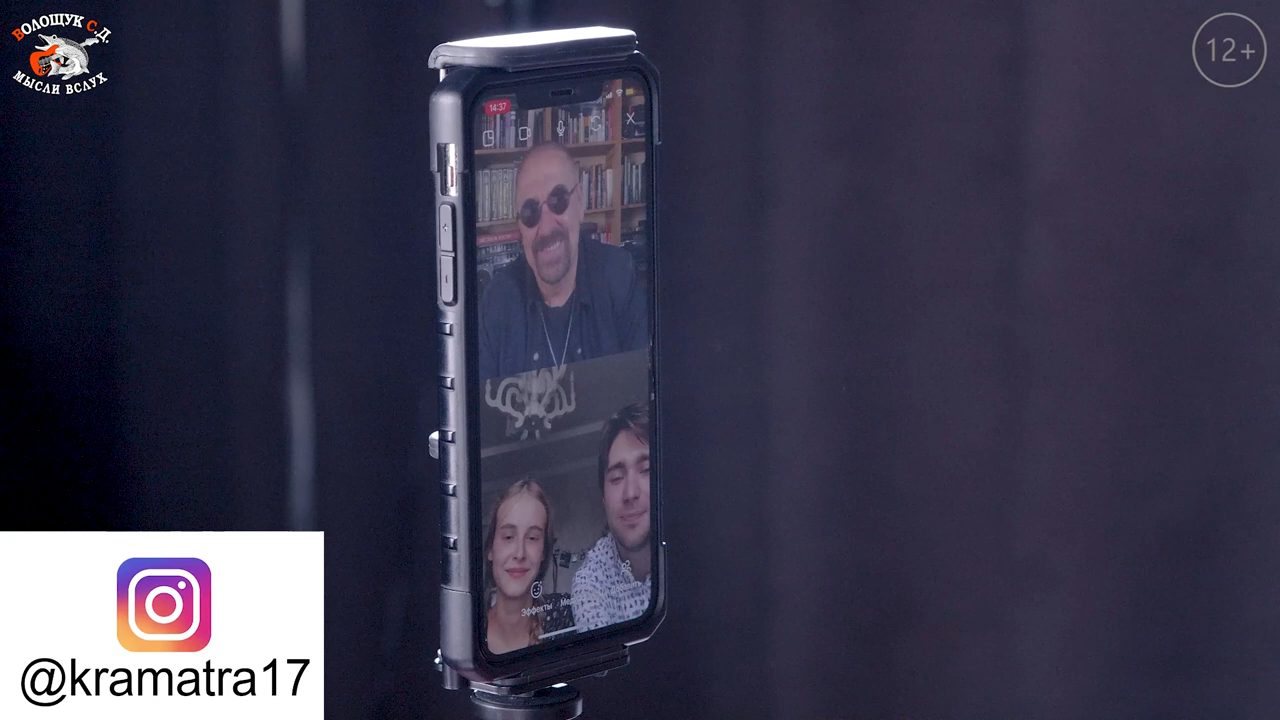 ВОЛОЩУК С.Д.
МЫСЛИ ВСЛУХ
12+
14:37
Эффекты
@kramatra17